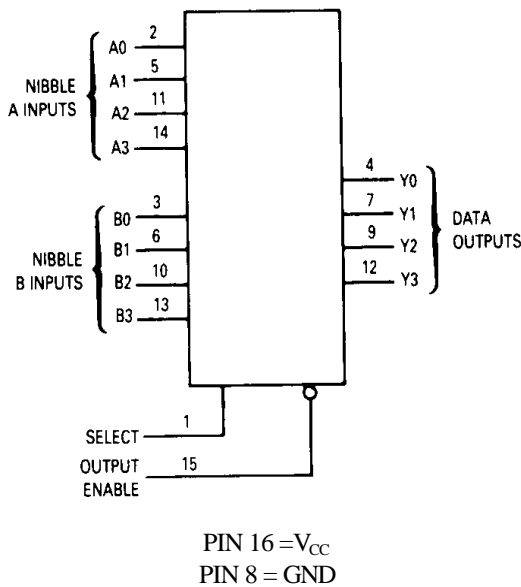 NIBBLE
A INPUTS
A0 2
A1 5
A2 11
A3 14
NIBBLE
B INPUTS
B0 3
B1 6
B2 10
B3 13
4 Y0
7 Y1
9 Y2
12 Y3
DATA
OUTPUTS
SELECT 1
OUTPUT
ENABLE
15
PIN 16 =VCC
PIN 8 = GND